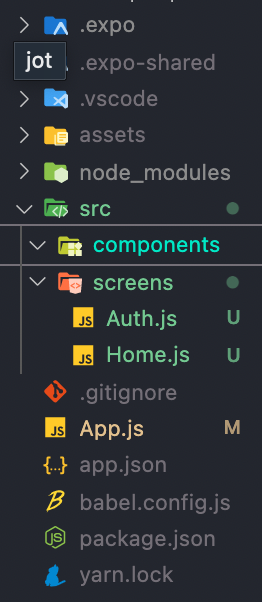 .expo
jot
.expo-shared
.vscode
assets
node_modules
src
components
screens
Auth.js U
Home.js U
.gitignore
App.js M
app.json
babel.config.js
package.json
yarn.lock